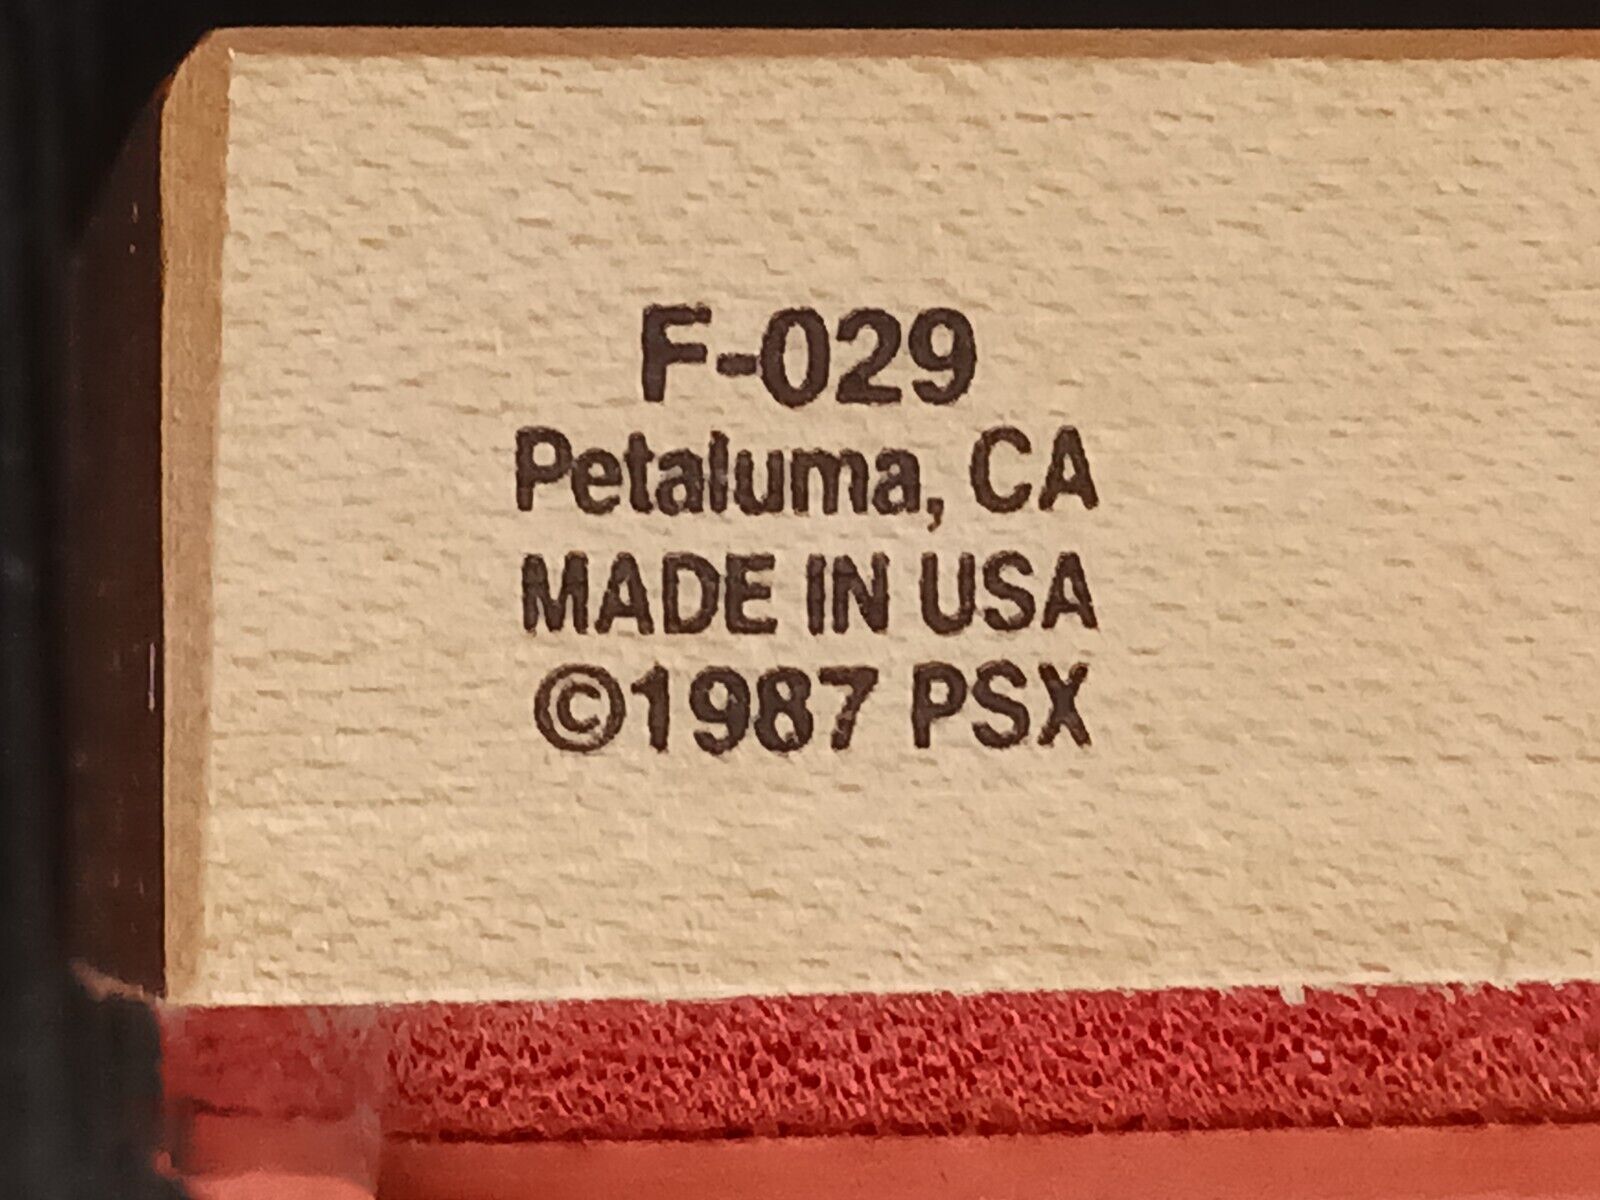 F-029
Petaluma, CA
MADE IN USA
©1987 PSX